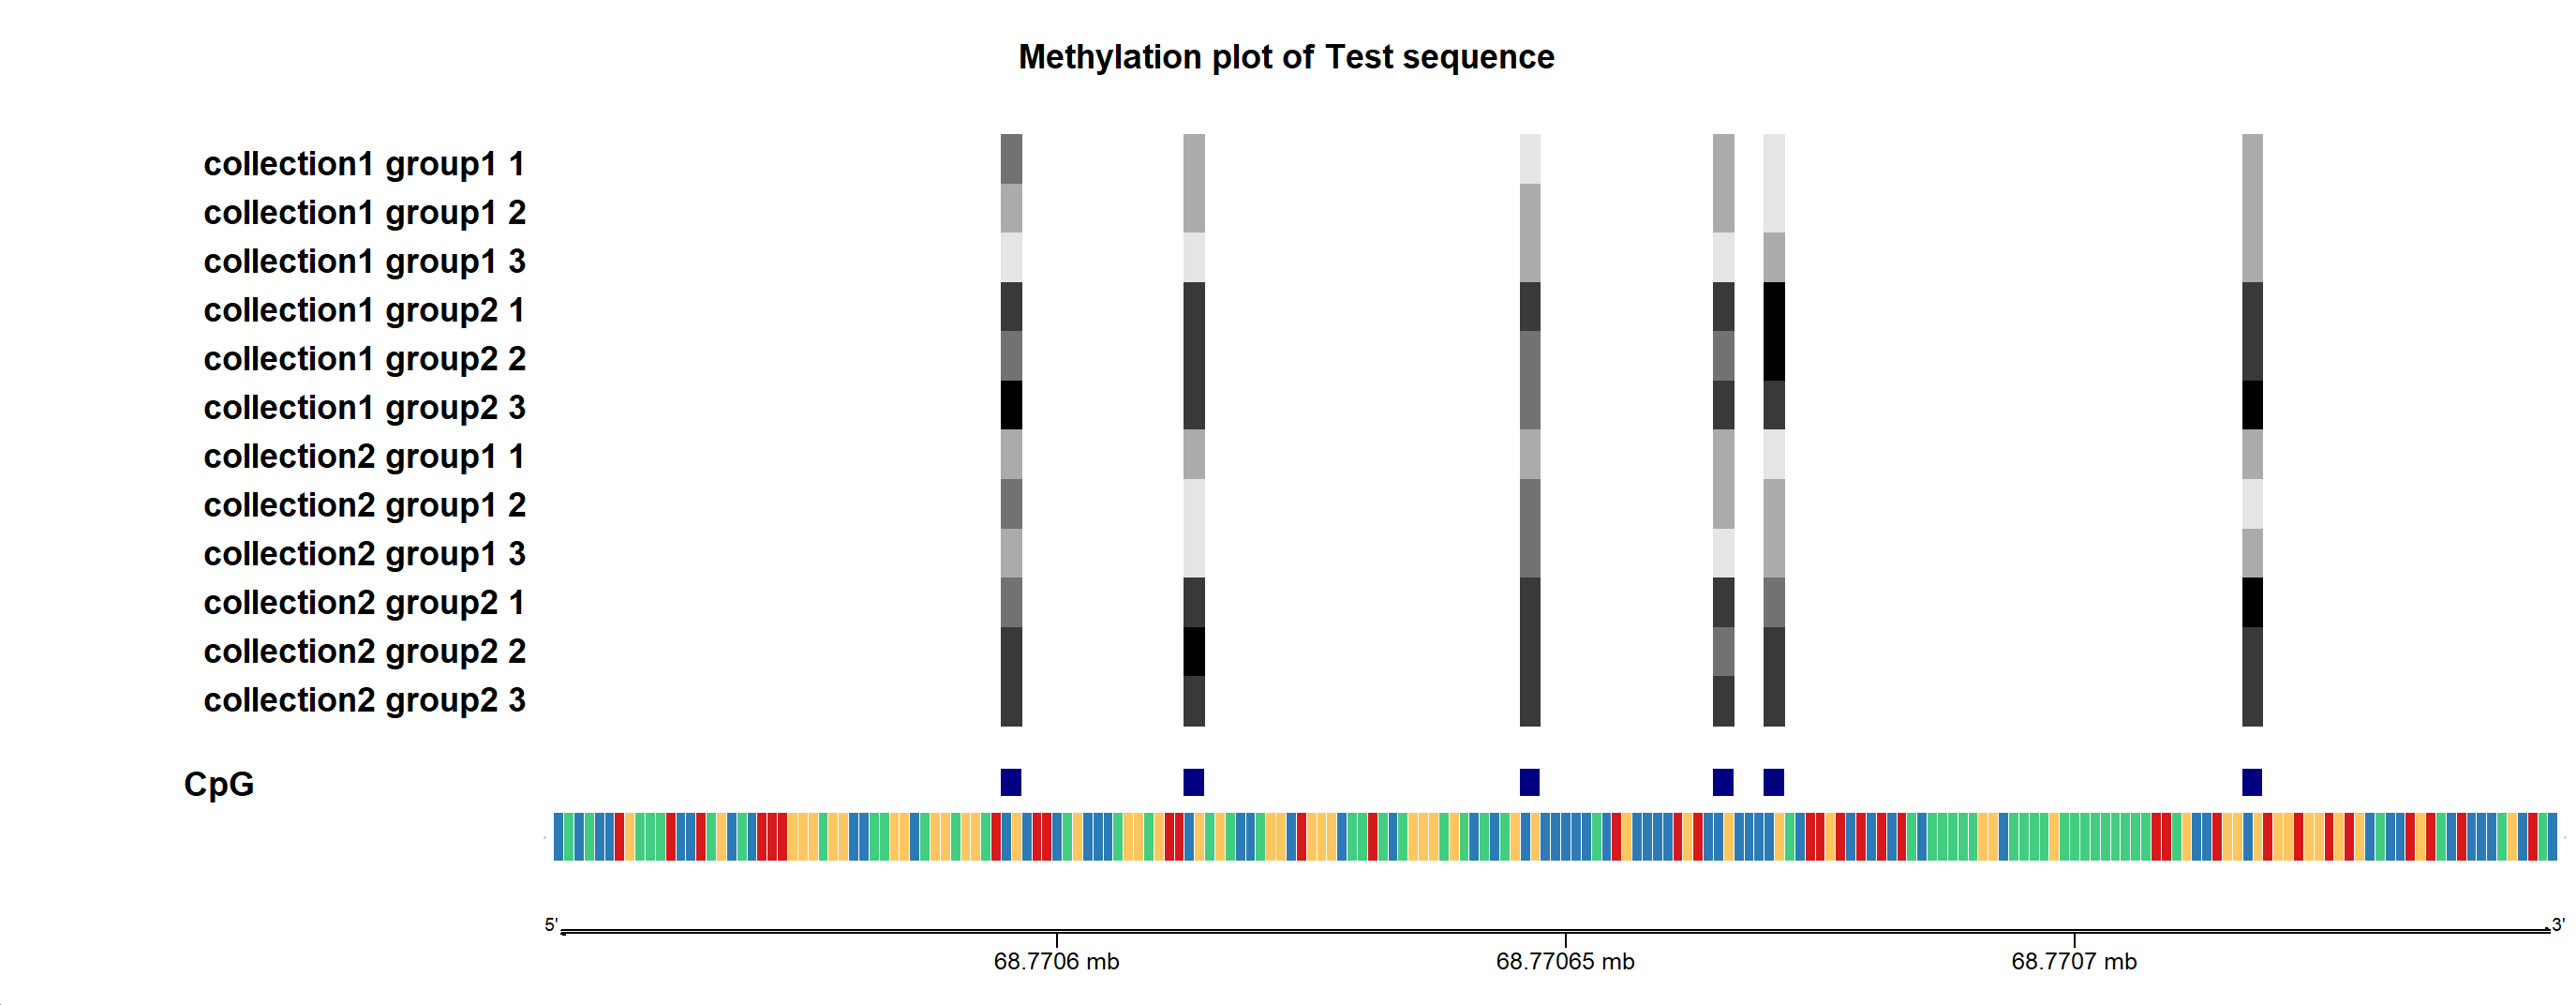 Methylation plot of Test sequence
collection1 group1 1
collection1 group1 2
collection1 group1 3
collection1 group2 1
collection1 group2 2
collection1 group2 3
collection2 group1 1
collection2 group1 2
collection2 group1 3
collection2 group2 1
collection2 group2 2
collection2 group2 3
CpG
5' 3'
68.7706 mb 68.77065 mb 68.7707 mb